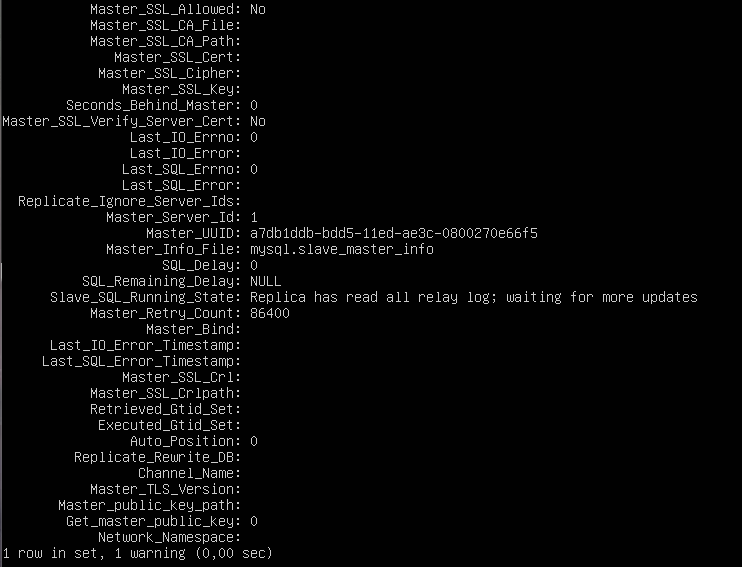 Master_SSL_Allowed: No
Master_SSL_CA_File:
Master_SSL_CA_Path:
Master_SSL_Cert:
Master_SSL_Cipher:
Master_SSL_Key:
Seconds_Behind_Master: 0
Master_SSL_Verify_Server_Cert: No
Last_IO_Errno: 0
Last_IO_Error:
Last_SQL_Errno: 0
Last_SQL_Error:
Replicate_Ignore_Server_Ids:
Master_Server_Id: 1
Master_UUID: a7db1ddb-bdd5-11ed-ae3c-0800270e66f5
Master_Info_File: mysql.slave_master_info
SQL_Delay: 0
SQL_Remaining_Delay: NULL
Slave_SQL_Running_State: Replica has read all relay log; waiting for more updates
Master_Retry_Count: 86400
Master_Bind:
Last_IO_Error_Timestamp:
Last_SQL_Error_Timestamp:
Master_SSL_Crl:
Master_SSL_Crlpath:
Retrieved_Gtid_Set:
Executed_Gtid_Set:
Auto_Position: 0
Replicate_Rewrite_DB:
Channel_Name:
Master_TLS_Version:
Master_public_key_path:
Get_master_public_key: 0
Network_Namespace:
1 row in set, 1 warning (0,00 sec)